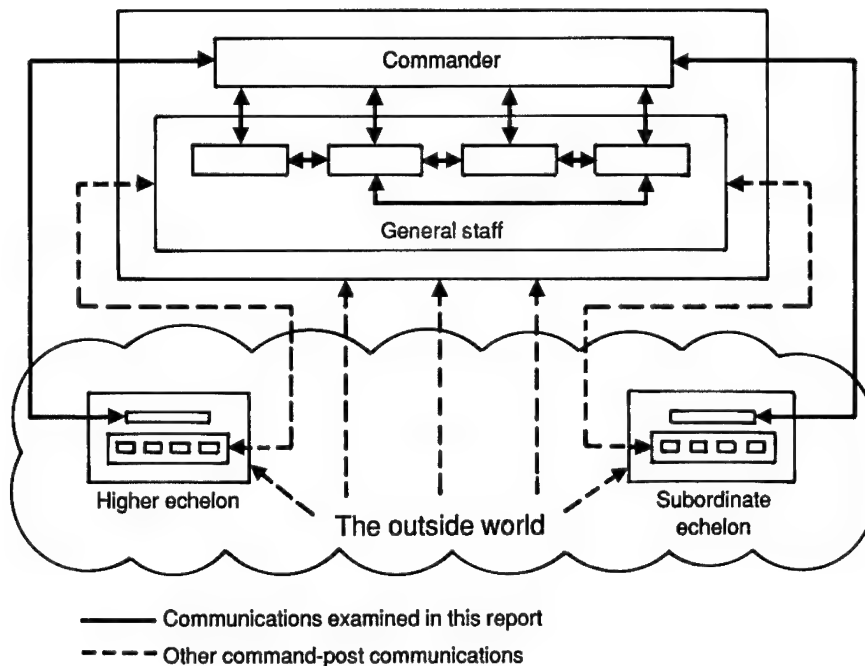 Commander
General staff
Higher echelon
The outside world
Subordinate
echelon
Communications examined in this report
Other command-post communications